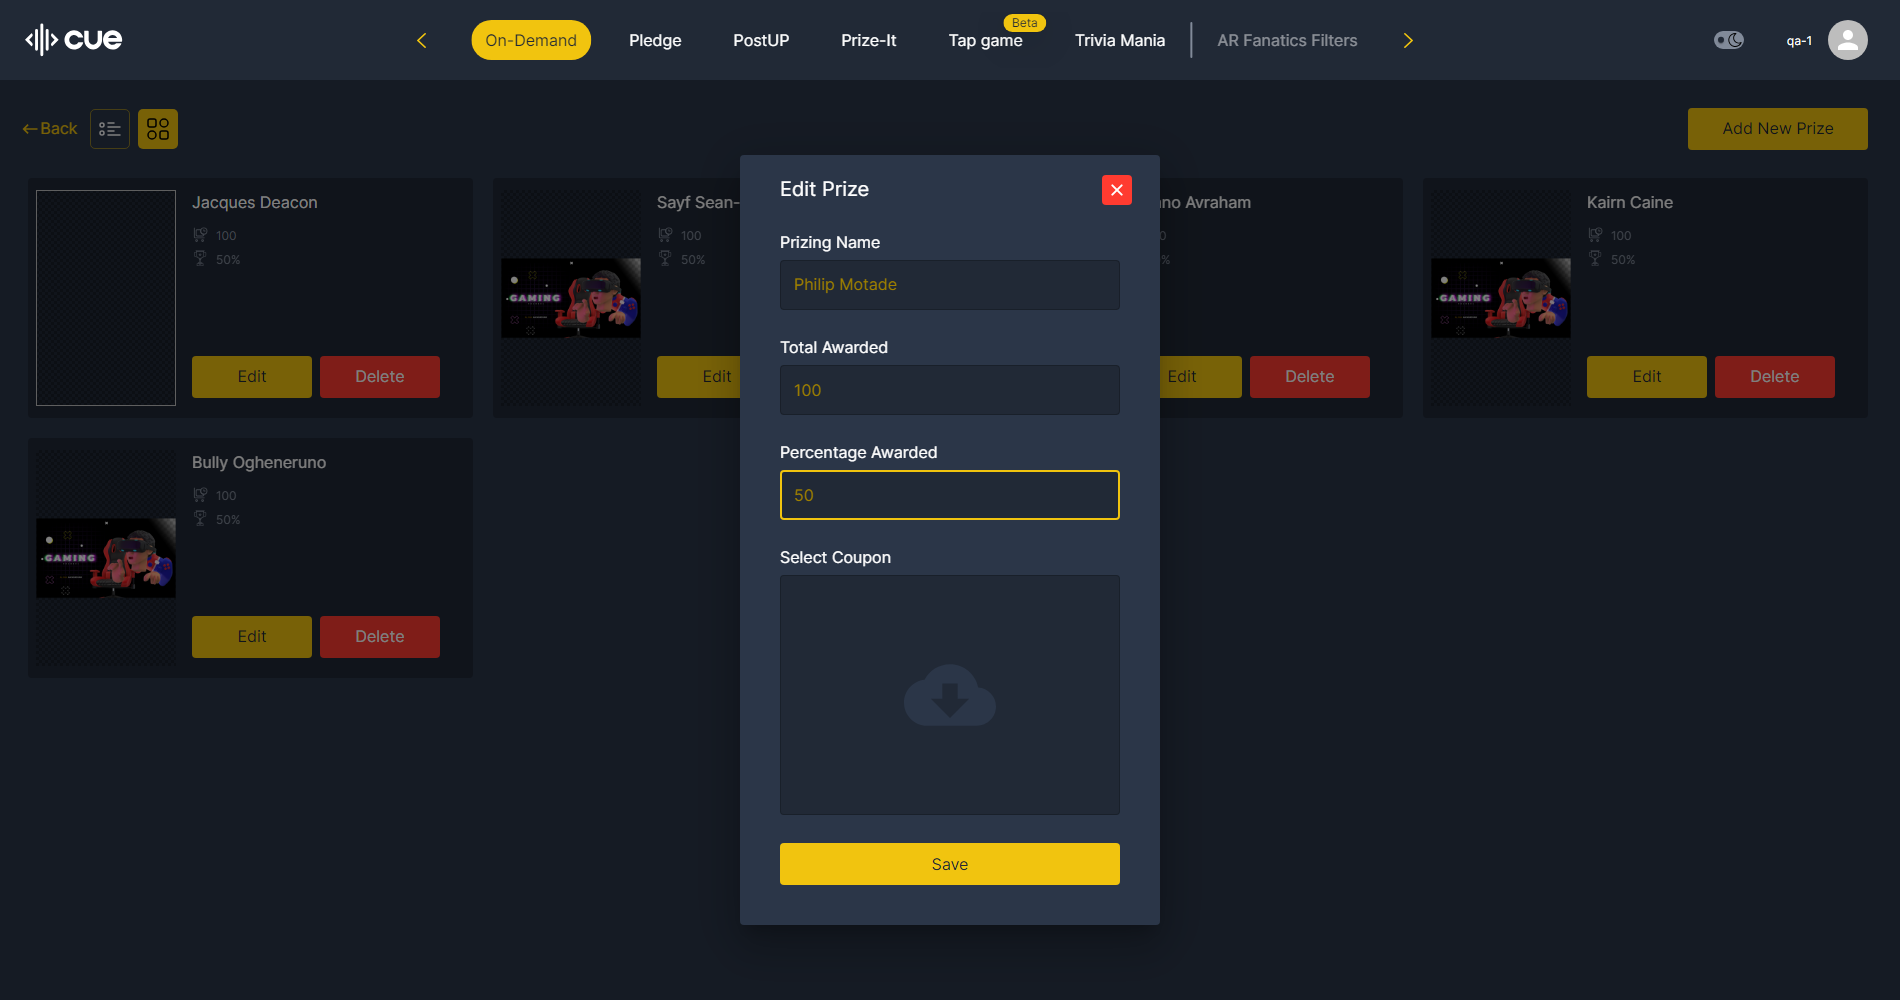 cue
On-Demand
Pledge
PostUP
Prize-It
Tap game
Beta
Trivia Mania
AR Fanatics Filters
qa-1
Back
Add New Prize
Jacques Deacon
100
50%
Edit
Delete
Sayf Sean-
100
50%
GAMING
Edit
no Avraham
0
%
Edit
Delete
Kairn Caine
100
50%
GAMING
Edit
Delete
Bully Ogheneruno
100
50%
GAMING
Edit
Delete
Edit Prize
Prizing Name
Philip Motade
Total Awarded
100
Percentage Awarded
50
Select Coupon
Save